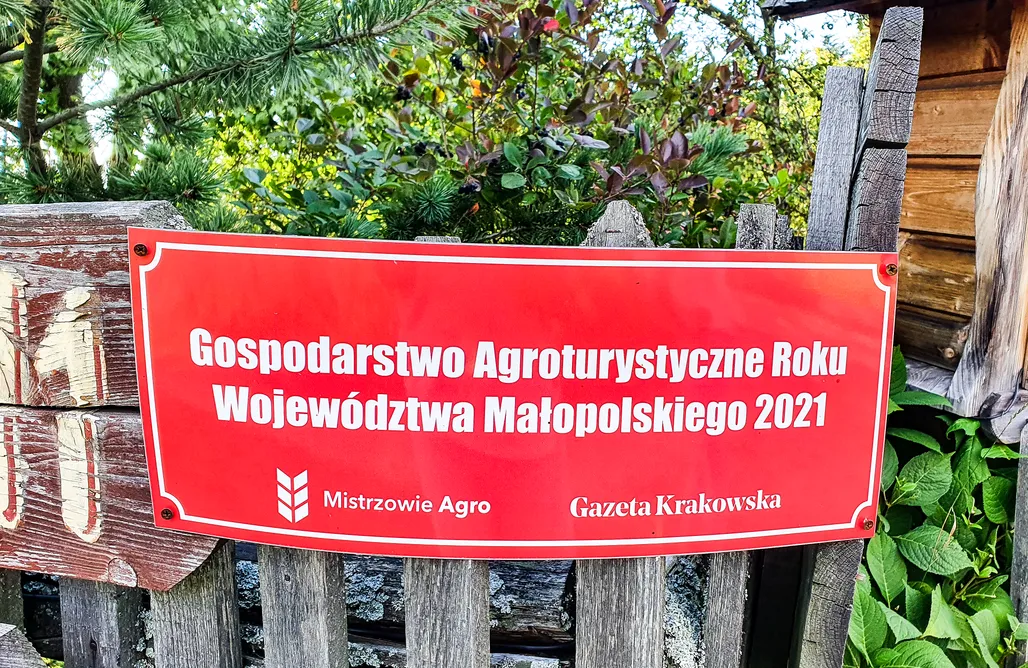 Gospodarstwo Agroturystyczne Roku
Województwa Małopolskiego 2021
Mistrzowie Agro
Gazeta Krakowska